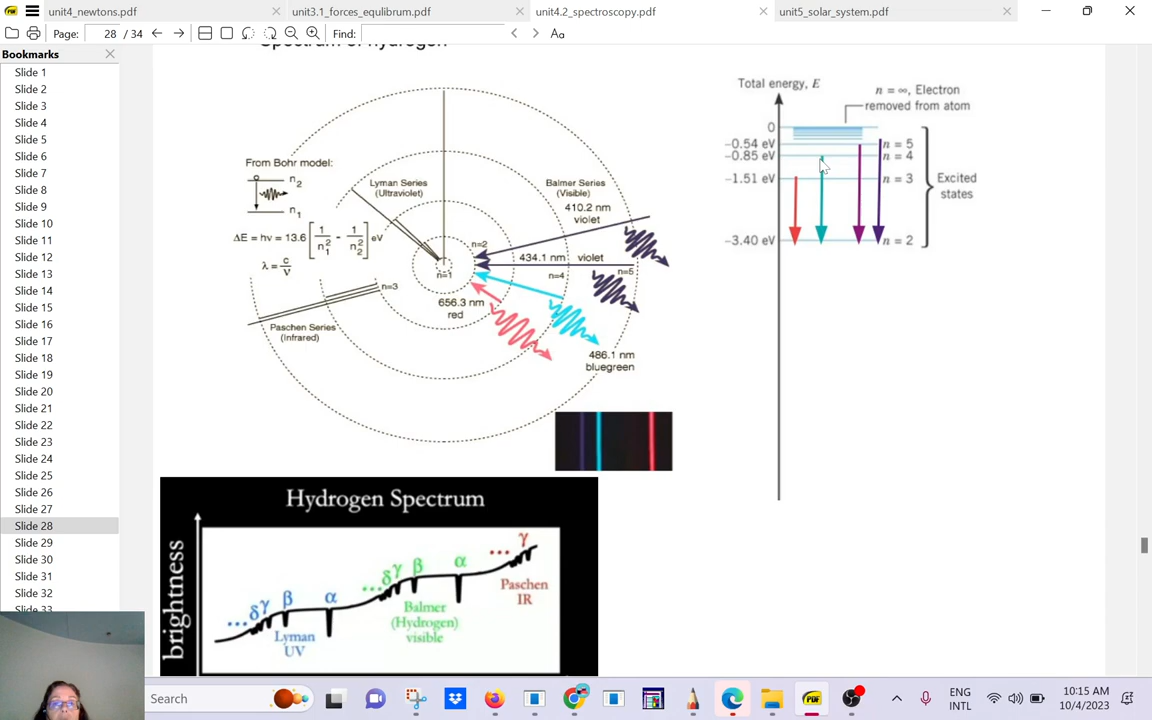 unit4_newtons.pdf
unit3.1_forces_equlibrum.pdf
unit4.2_spectroscopy.pdf
unit5_solar_system.pdf
Page: 28 / 34
Find:
Aa
Bookmarks
Slide 1
Slide 2
Slide 3
Slide 4
Slide 5
Slide 6
Slide 7
Slide 8
Slide 9
Slide 10
Slide 11
Slide 12
Slide 13
Slide 14
Slide 15
Slide 16
Slide 17
Slide 18
Slide 19
Slide 20
Slide 21
Slide 22
Slide 23
Slide 24
Slide 25
Slide 26
Slide 27
Slide 28
Slide 29
Slide 30
Slide 31
Slide 32
Slide 33
Spectrum of hydrogen
From Bohr model:
n2
n1
ΔE = hν = 13.6 [ 1/n1² - 1/n2² ] eV
λ = c/ν
Lyman Series
(Ultraviolet)
Balmer Series
(Visible)
410.2 nm
violet
n=2
434.1 nm violet
n=1
n=4
n=5
n=3
656.3 nm
red
Paschen Series
(Infrared)
486.1 nm
bluegreen
Total energy, E
n = ∞, Electron
removed from atom
0
−0.54 eV
n = 5
−0.85 eV
n = 4
−1.51 eV
n = 3
−3.40 eV
n = 2
Excited
states
Hydrogen Spectrum
brightness
... δ γ β α
Lyman
UV
... δ γ β α
Balmer
(Hydrogen)
visible
... γ
Paschen
IR
Search
PDF
ENG
INTL
10:15 AM
10/4/2023